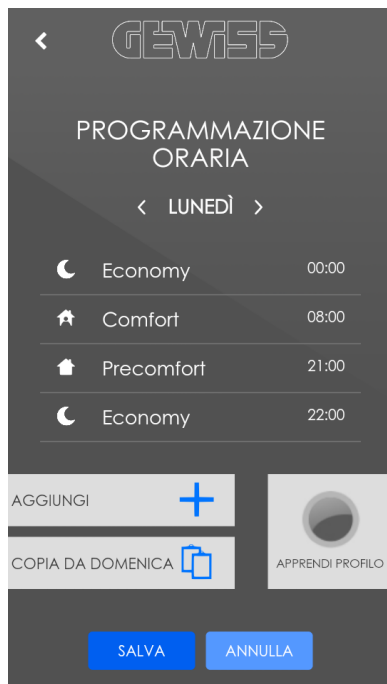 GEWISS
PROGRAMMAZIONE
ORARIA
< LUNEDÌ >
Economy 00:00
Comfort 08:00
Precomfort 21:00
Economy 22:00
AGGIUNGI
COPIA DA DOMENICA
APPRENDI PROFILO
SALVA ANNULLA